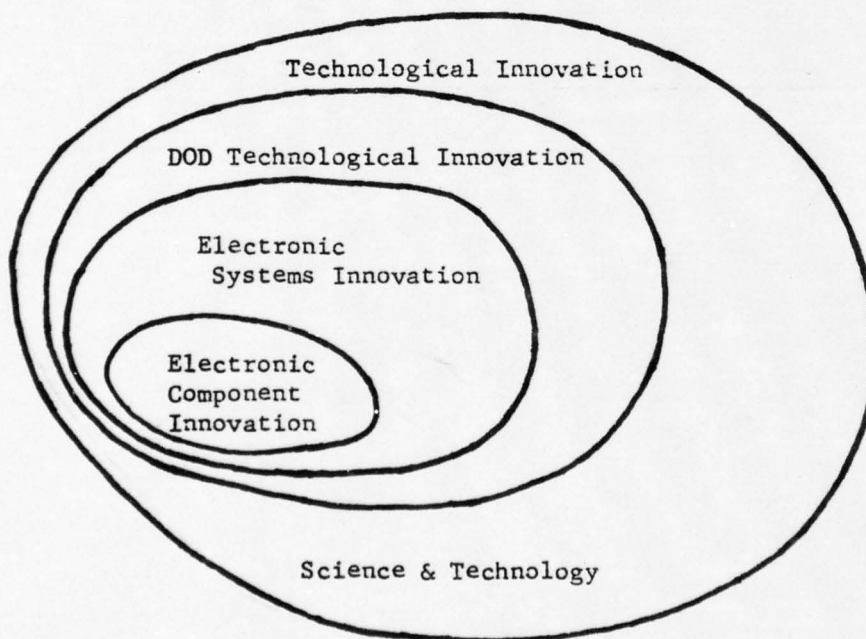 Technological Innovation
DOD Technological Innovation
Electronic
Systems Innovation
Electronic
Component
Innovation
Science & Technology